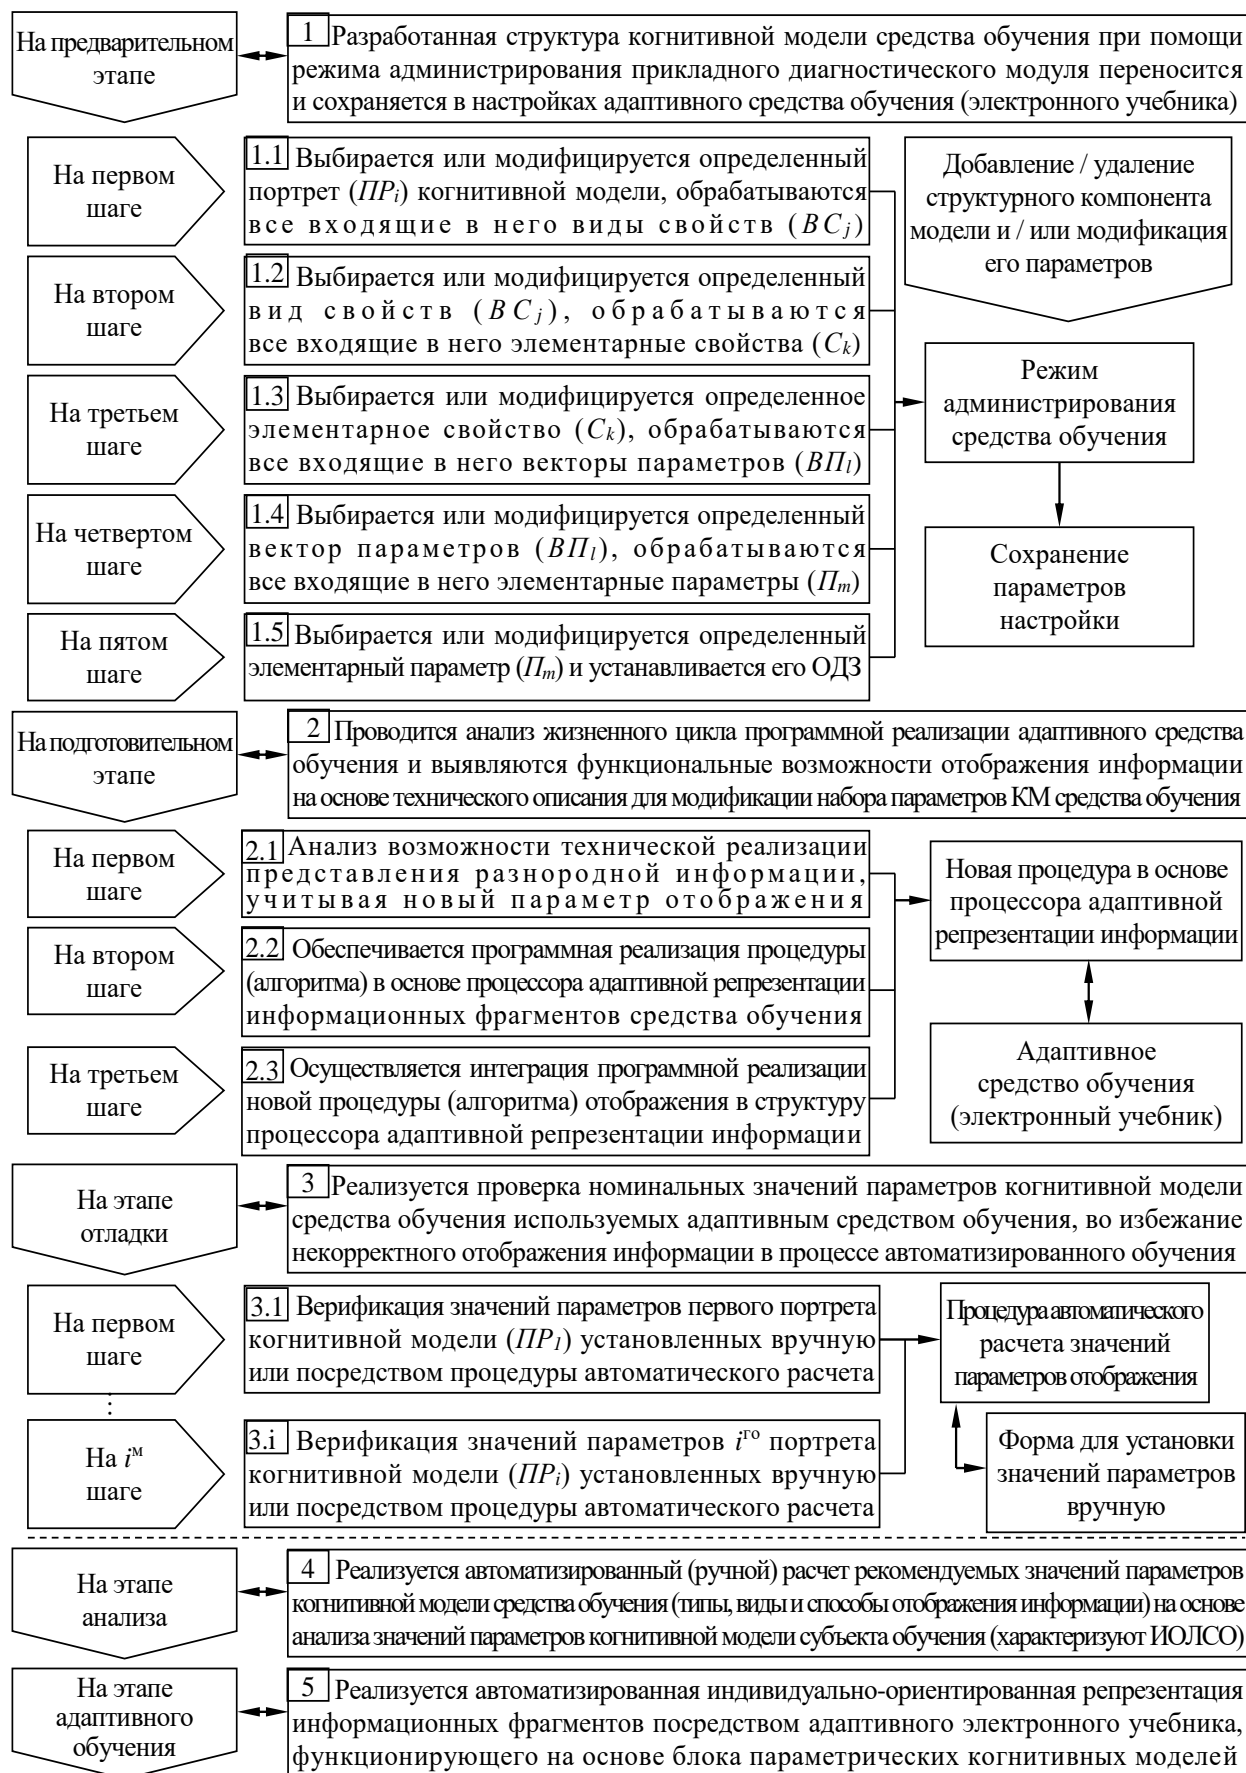 На предварительном
этапе
1 Разработанная структура когнитивной модели средства обучения при помощи
режима администрирования прикладного диагностического модуля переносится
и сохраняется в настройках адаптивного средства обучения (электронного учебника)
На первом
шаге
1.1 Выбирается или модифицируется определенный
портрет (ПРi) когнитивной модели, обрабатываются
все входящие в него виды свойств (ВСj)
Добавление / удаление
структурного компонента
модели и / или модификация
его параметров
На втором
шаге
1.2 Выбирается или модифицируется определенный
вид свойств (ВСj), обрабатываются
все входящие в него элементарные свойства (Сk)
Режим
администрирования
средства обучения
На третьем
шаге
1.3 Выбирается или модифицируется определенное
элементарное свойство (Сk), обрабатываются
все входящие в него векторы параметров (ВПl)
На четвертом
шаге
1.4 Выбирается или модифицируется определенный
вектор параметров (ВПl), обрабатываются
все входящие в него элементарные параметры (Пm)
Сохранение
параметров
настройки
На пятом
шаге
1.5 Выбирается или модифицируется определенный
элементарный параметр (Пm) и устанавливается его ОДЗ
На подготовительном
этапе
2 Проводится анализ жизненного цикла программной реализации адаптивного средства
обучения и выявляются функциональные возможности отображения информации
на основе технического описания для модификации набора параметров КМ средства обучения
На первом
шаге
2.1 Анализ возможности технической реализации
представления разнородной информации,
учитывая новый параметр отображения
Новая процедура в основе
процессора адаптивной
репрезентации информации
На втором
шаге
2.2 Обеспечивается программная реализация процедуры
(алгоритма) в основе процессора адаптивной репрезентации
информационных фрагментов средства обучения
Адаптивное
средство обучения
(электронный учебник)
На третьем
шаге
2.3 Осуществляется интеграция программной реализации
новой процедуры (алгоритма) отображения в структуру
процессора адаптивной репрезентации информации
На этапе
отладки
3 Реализуется проверка номинальных значений параметров когнитивной модели
средства обучения используемых адаптивным средством обучения, во избежание
некорректного отображения информации в процессе автоматизированного обучения
На первом
шаге
3.1 Верификация значений параметров первого портрета
когнитивной модели (ПР1) установленных вручную
или посредством процедуры автоматического расчета
Процедура автоматического
расчета значений
параметров отображения
⋮
На iм
шаге
3.i Верификация значений параметров iго портрета
когнитивной модели (ПРi) установленных вручную
или посредством процедуры автоматического расчета
Форма для установки
значений параметров
вручную
На этапе
анализа
4 Реализуется автоматизированный (ручной) расчет рекомендуемых значений параметров
когнитивной модели средства обучения (типы, виды и способы отображения информации) на основе
анализа значений параметров когнитивной модели субъекта обучения (характеризуют ИОЛСО)
На этапе
адаптивного
обучения
5 Реализуется автоматизированная индивидуально-ориентированная репрезентация
информационных фрагментов посредством адаптивного электронного учебника,
функционирующего на основе блока параметрических когнитивных моделей